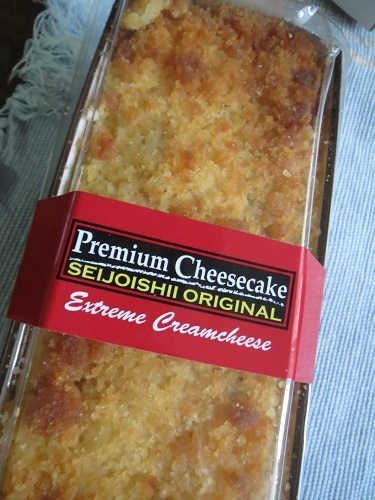 Premium Cheesecake
SEIJOISHII ORIGINAL
Extreme Creamcheese